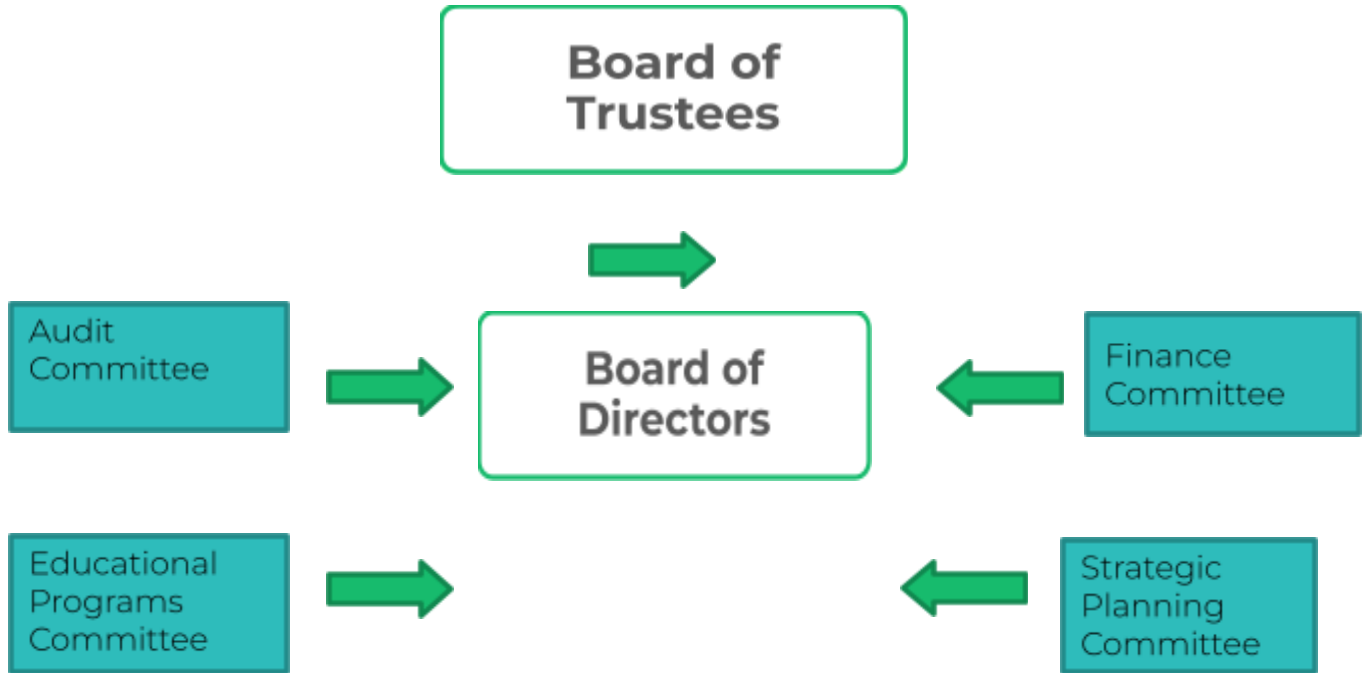 Board of
Trustees
Audit
Committee
Board of
Directors
Finance
Committee
Educational
Programs
Committee
Strategic
Planning
Committee